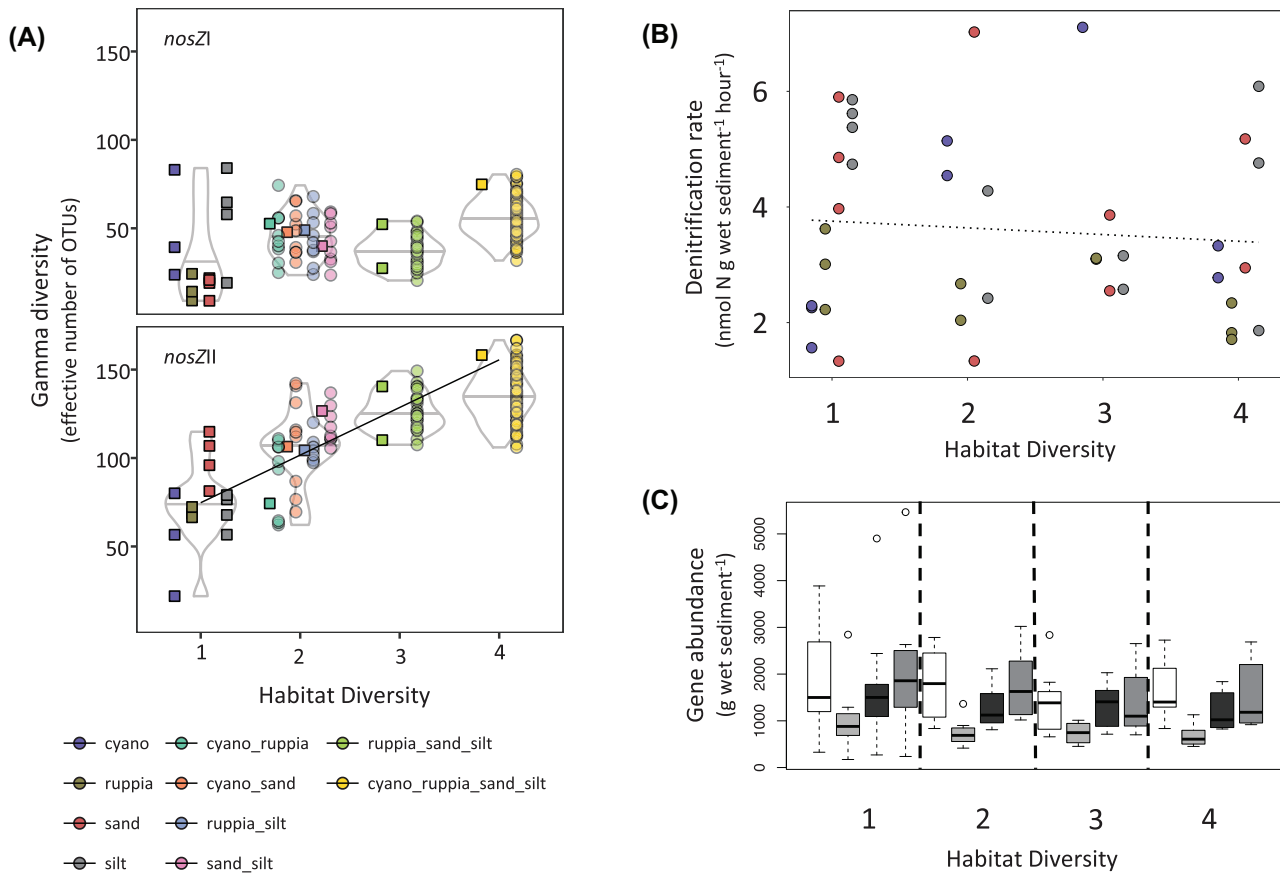 (A)
nosZI
150
100
50
nosZII
150
100
50
Gamma diversity
(effective number of OTUs)
1 2 3 4
Habitat Diversity
cyano
ruppia
sand
silt
cyano_ruppia
cyano_sand
ruppia_silt
sand_silt
ruppia_sand_silt
cyano_ruppia_sand_silt
(B)
Denitrification rate
(nmol N g wet sediment⁻¹ hour⁻¹)
6
4
2
1 2 3 4
Habitat Diversity
(C)
Gene abundance
(g wet sediment⁻¹)
5000
4000
3000
2000
1000
0
1 2 3 4
Habitat Diversity